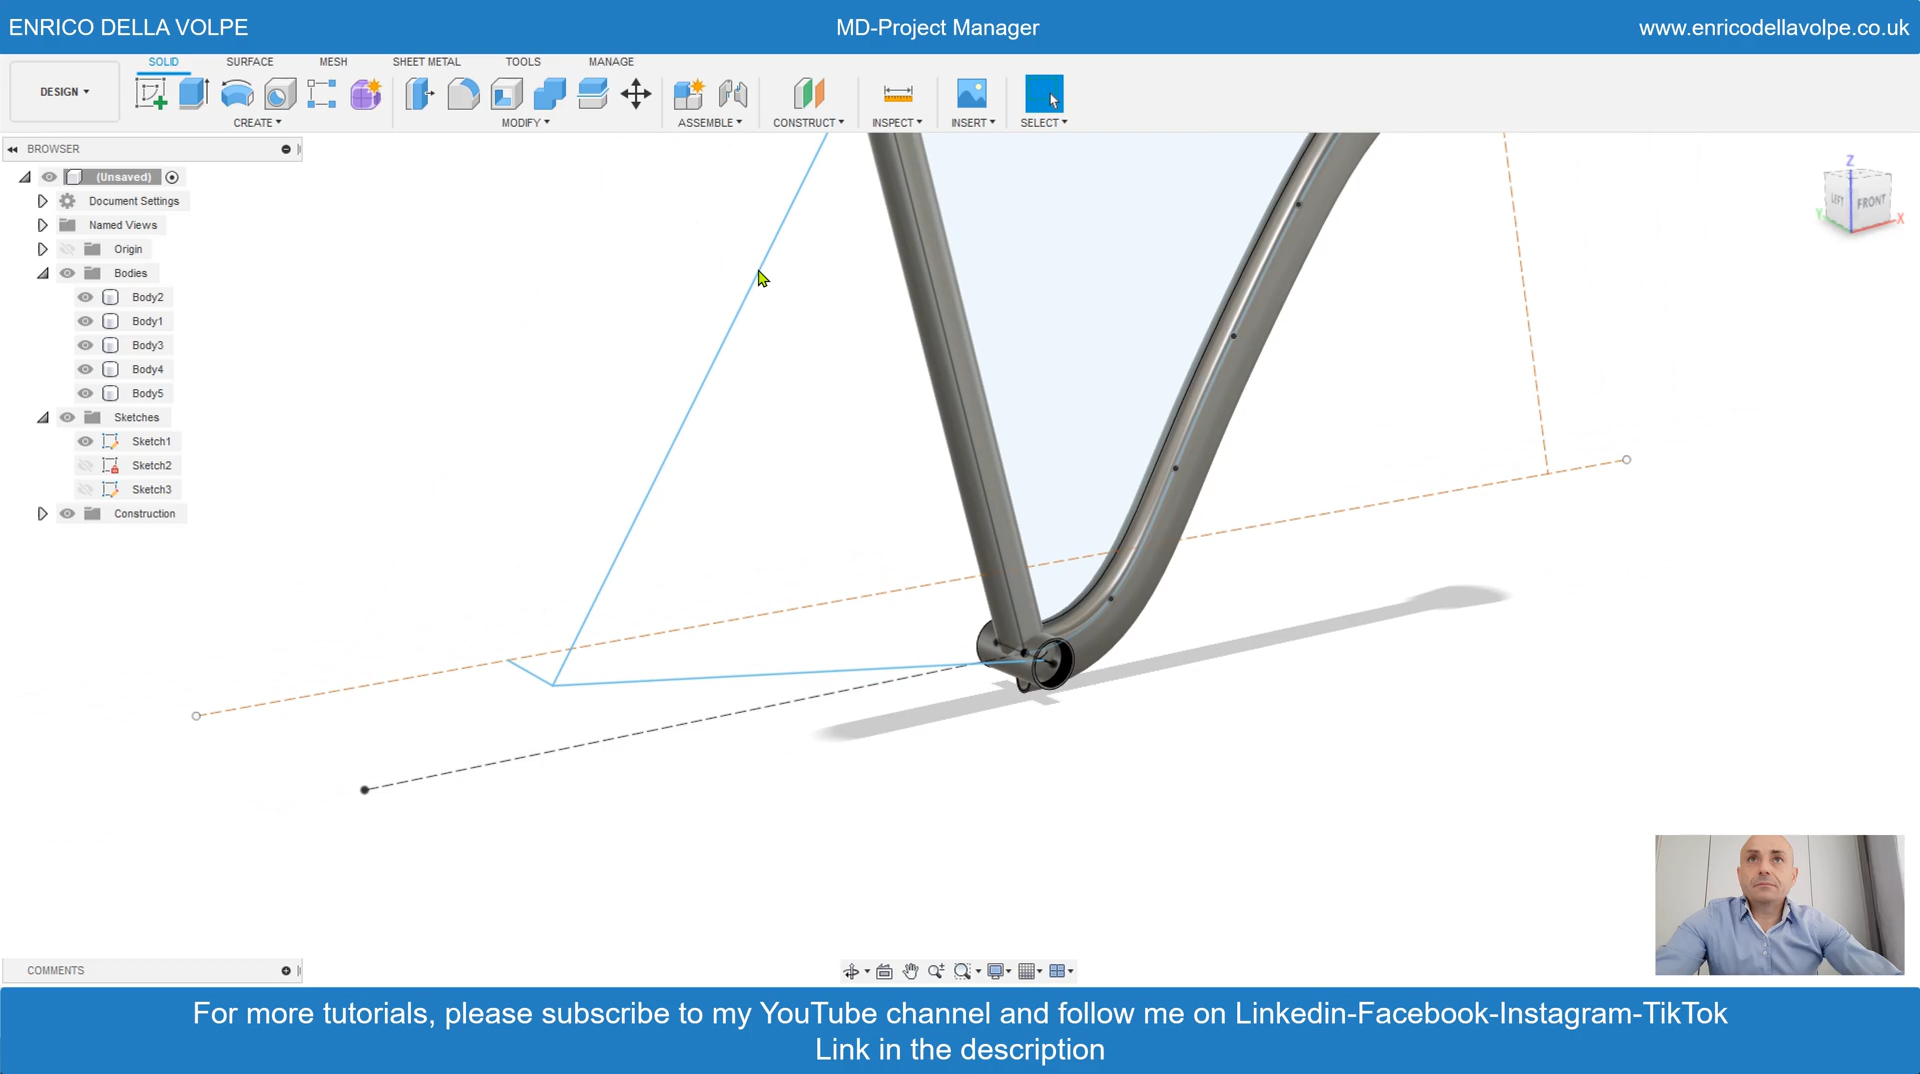 ENRICO DELLA VOLPE
MD-Project Manager
www.enricodellavolpe.co.uk
DESIGN
SOLID
SURFACE
MESH
SHEET METAL
TOOLS
MANAGE
CREATE
MODIFY
ASSEMBLE
CONSTRUCT
INSPECT
INSERT
SELECT
BROWSER
(Unsaved)
Document Settings
Named Views
Origin
Bodies
Body2
Body1
Body3
Body4
Body5
Sketches
Sketch1
Sketch2
Sketch3
Construction
Z
LEFT
FRONT
Y
X
COMMENTS
For more tutorials, please subscribe to my YouTube channel and follow me on Linkedin-Facebook-Instagram-TikTok
Link in the description